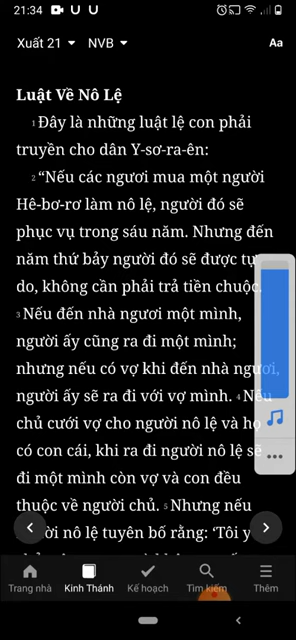 21:34
Xuất 21 NVB Aa
Luật Về Nô Lệ
1 Đây là những luật lệ con phải
truyền cho dân Y-sơ-ra-ên:
2 “Nếu các ngươi mua một người
Hê-bơ-rơ làm nô lệ, người đó sẽ
phục vụ trong sáu năm. Nhưng đến
năm thứ bảy người đó sẽ được tự
do, không cần phải trả tiền chuộc.
3 Nếu đến nhà ngươi một mình,
người ấy cũng ra đi một mình;
nhưng nếu có vợ khi đến nhà ngươi,
người ấy sẽ ra đi với vợ mình. 4 Nếu
chủ cưới vợ cho người nô lệ và họ
có con cái, khi ra đi người nô lệ sẽ
đi một mình còn vợ và con đều
thuộc về người chủ. 5 Nhưng nếu
nô lệ tuyên bố rằng: ‘Tôi
Trang nhà Kinh Thánh Kế hoạch Tìm kiếm Thêm